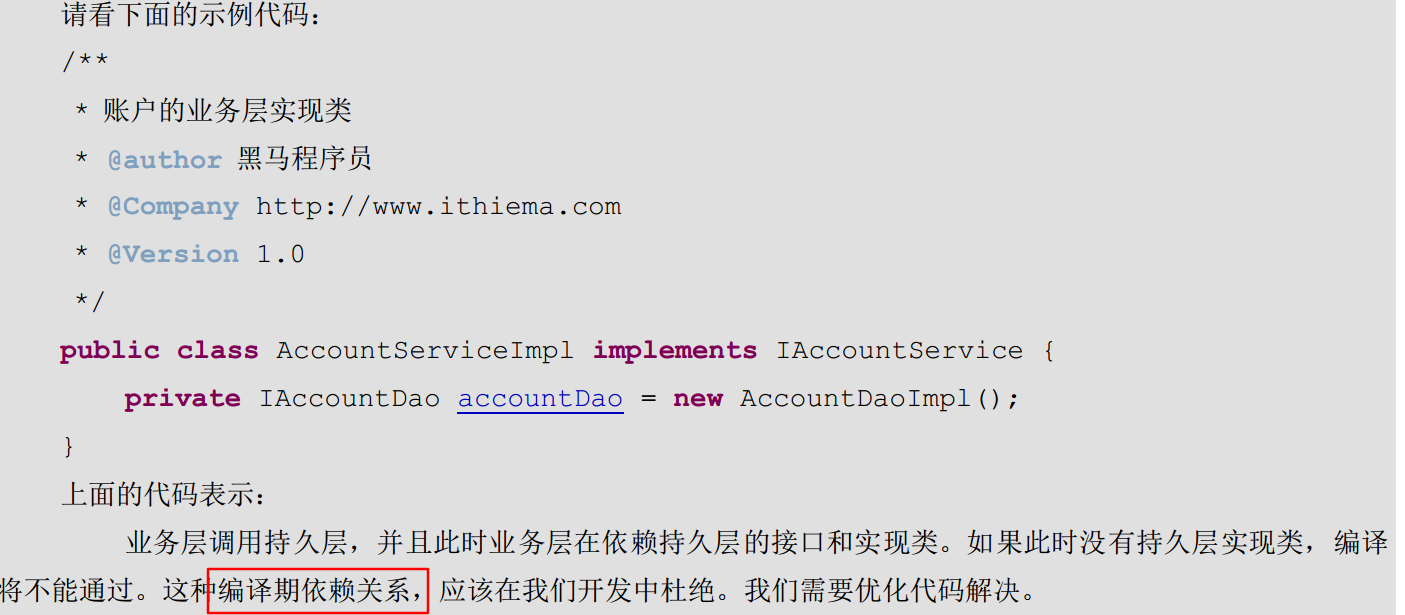 请看下面的示例代码：
/**
* 账户的业务层实现类
* @author 黑马程序员
* @Company http://www.ithiema.com
* @Version 1.0
*/
public class AccountServiceImpl implements IAccountService {
private IAccountDao accountDao = new AccountDaoImpl();
}
上面的代码表示：
业务层调用持久层，并且此时业务层在依赖持久层的接口和实现类。如果此时没有持久层实现类，编译
将不能通过。这种编译期依赖关系，应该在我们开发中杜绝。我们需要优化代码解决。